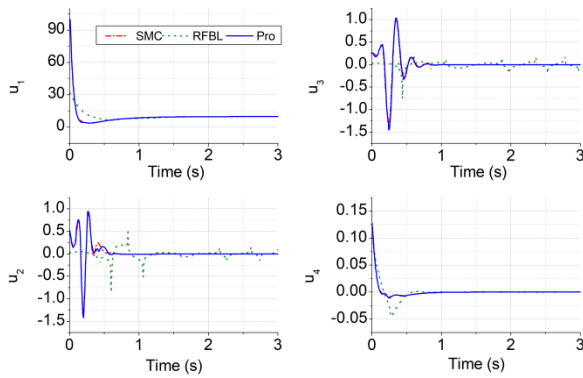 SMC RFBL Pro
u1
90
60
30
0
0 1 2 3
Time (s)
u3
1.0
0.5
0.0
-0.5
-1.0
-1.5
0 1 2 3
Time (s)
u2
1.0
0.5
0.0
-0.5
-1.0
-1.5
0 1 2 3
Time (s)
u4
0.15
0.10
0.05
0.00
-0.05
0 1 2 3
Time (s)